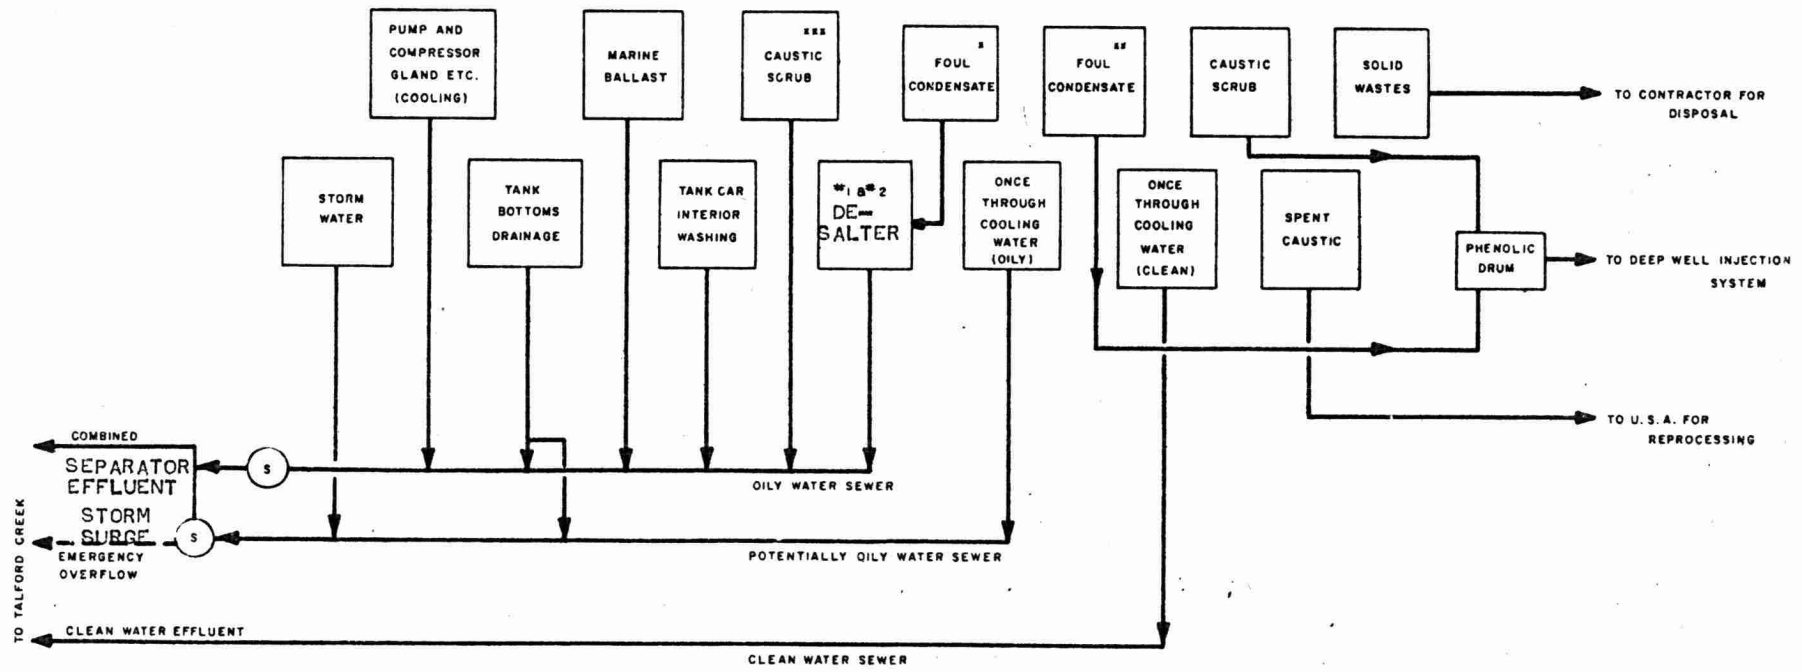 PUMP AND
COMPRESSOR
GLAND ETC.
(COOLING)
MARINE
BALLAST
***
CAUSTIC
SCRUB
*
FOUL
CONDENSATE
**
FOUL
CONDENSATE
CAUSTIC
SCRUB
SOLID
WASTES
TO CONTRACTOR FOR
DISPOSAL
STORM
WATER
TANK
BOTTOMS
DRAINAGE
TANK CAR
INTERIOR
WASHING
#1 & #2
DE-
SALTER
ONCE
THROUGH
COOLING
WATER
(OILY)
ONCE
THROUGH
COOLING
WATER
(CLEAN)
SPENT
CAUSTIC
PHENOLIC
DRUM
TO DEEP WELL INJECTION
SYSTEM
TO U.S.A. FOR
REPROCESSING
COMBINED
SEPARATOR
EFFLUENT
S
OILY WATER SEWER
STORM
SURGE
S
EMERGENCY
OVERFLOW
POTENTIALLY OILY WATER SEWER
TO TALFORD CREEK
CLEAN WATER EFFLUENT
CLEAN WATER SEWER